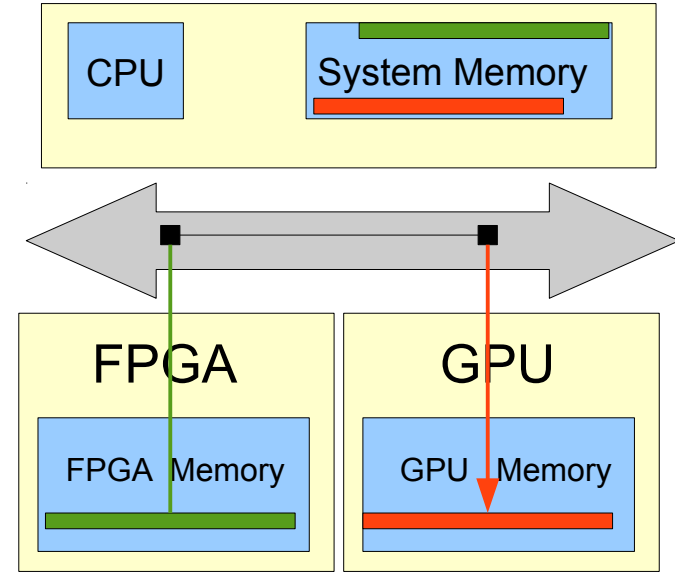 CPU
System Memory
FPGA
GPU
FPGA Memory
GPU Memory